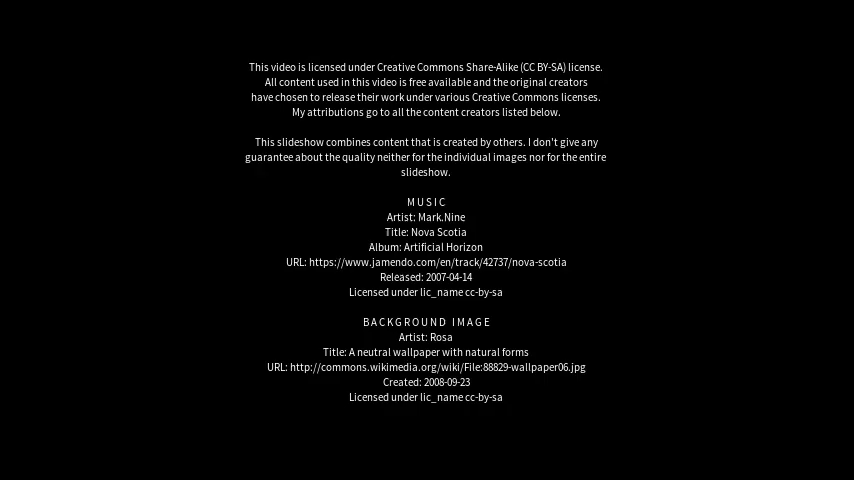 This video is licensed under Creative Commons Share-Alike (CC BY-SA) license.
All content used in this video is free available and the original creators
have chosen to release their work under various Creative Commons licenses.
My attributions go to all the content creators listed below.
This slideshow combines content that is created by others. I don't give any
guarantee about the quality neither for the individual images nor for the entire
slideshow.
MUSIC
Artist: Mark.Nine
Title: Nova Scotia
Album: Artificial Horizon
URL: https://www.jamendo.com/en/track/42737/nova-scotia
Released: 2007-04-14
Licensed under lic_name cc-by-sa
BACKGROUND IMAGE
Artist: Rosa
Title: A neutral wallpaper with natural forms
URL: http://commons.wikimedia.org/wiki/File:88829-wallpaper06.jpg
Created: 2008-09-23
Licensed under lic_name cc-by-sa